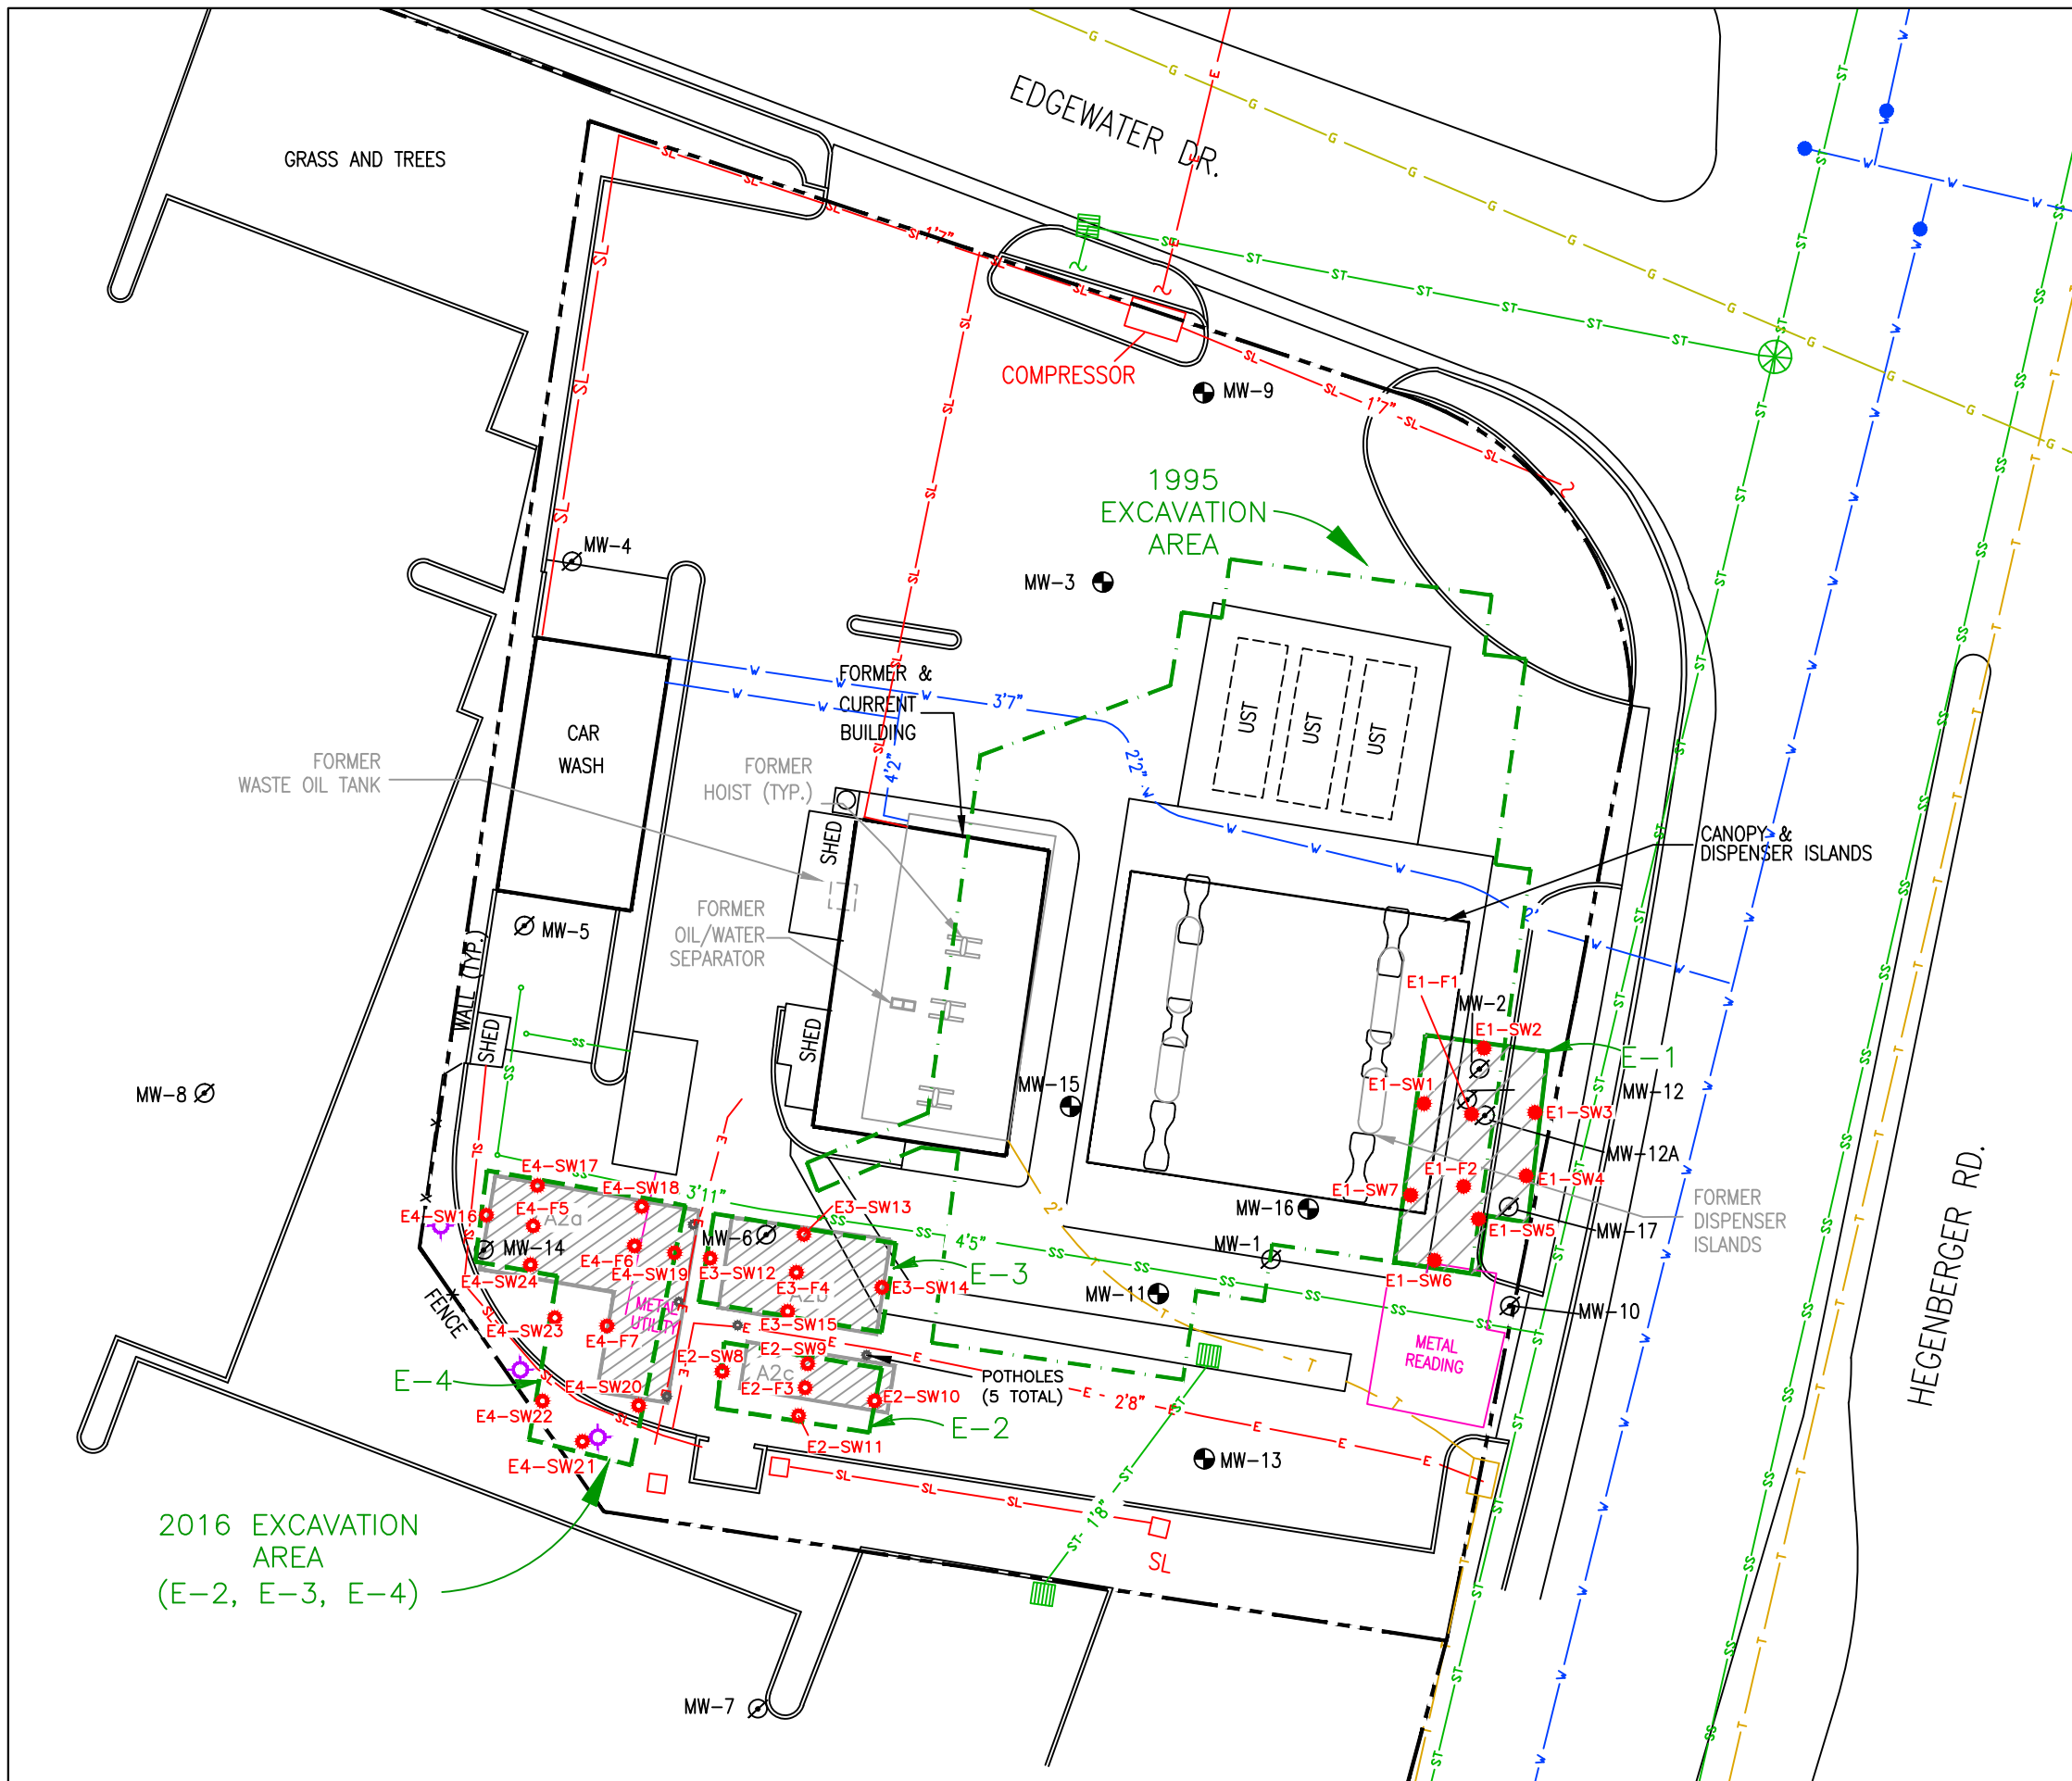 EDGEWATER DR.
GRASS AND TREES
1'7"
COMPRESSOR
MW-9
1'7"
1995
EXCAVATION
AREA
MW-4
MW-3
FORMER &
CURRENT
BUILDING
3'7"
2'2"
4'2"
UST
UST
UST
CAR
WASH
FORMER
WASTE OIL TANK
FORMER
HOIST (TYP.)
SHED
CANOPY &
DISPENSER ISLANDS
FORMER
OIL/WATER
SEPARATOR
MW-5
WALL (TYP.)
2'
E1-F1
MW-2
E1-SW2
E-1
SHED
SHED
MW-15
MW-8
E1-SW1
MW-12
E1-SW3
MW-12A
E1-F2
E1-SW4
E1-SW7
FORMER
DISPENSER
ISLANDS
HEGENBERGER RD.
E4-SW17
E4-SW18
3'11"
E4-F5
A2a
E4-SW16
E3-SW13
MW-6
4'5"
2'
MW-16
MW-1
E1-SW5
MW-17
MW-14
E4-F6
E4-SW19
E3-SW12
E3-F4
A2b
E-3
E3-SW14
E1-SW6
E4-SW24
METAL
UTILITY
MW-11
MW-10
FENCE
E4-SW23
E4-F7
E3-SW15
E2-SW8
E2-SW9
METAL
READING
A2c
E2-F3
POTHOLES
(5 TOTAL)
E-4
E4-SW20
E2-SW10
2'8"
E4-SW22
E-2
E2-SW11
E4-SW21
MW-13
2016 EXCAVATION
AREA
(E-2, E-3, E-4)
1'8"
SL
MW-7